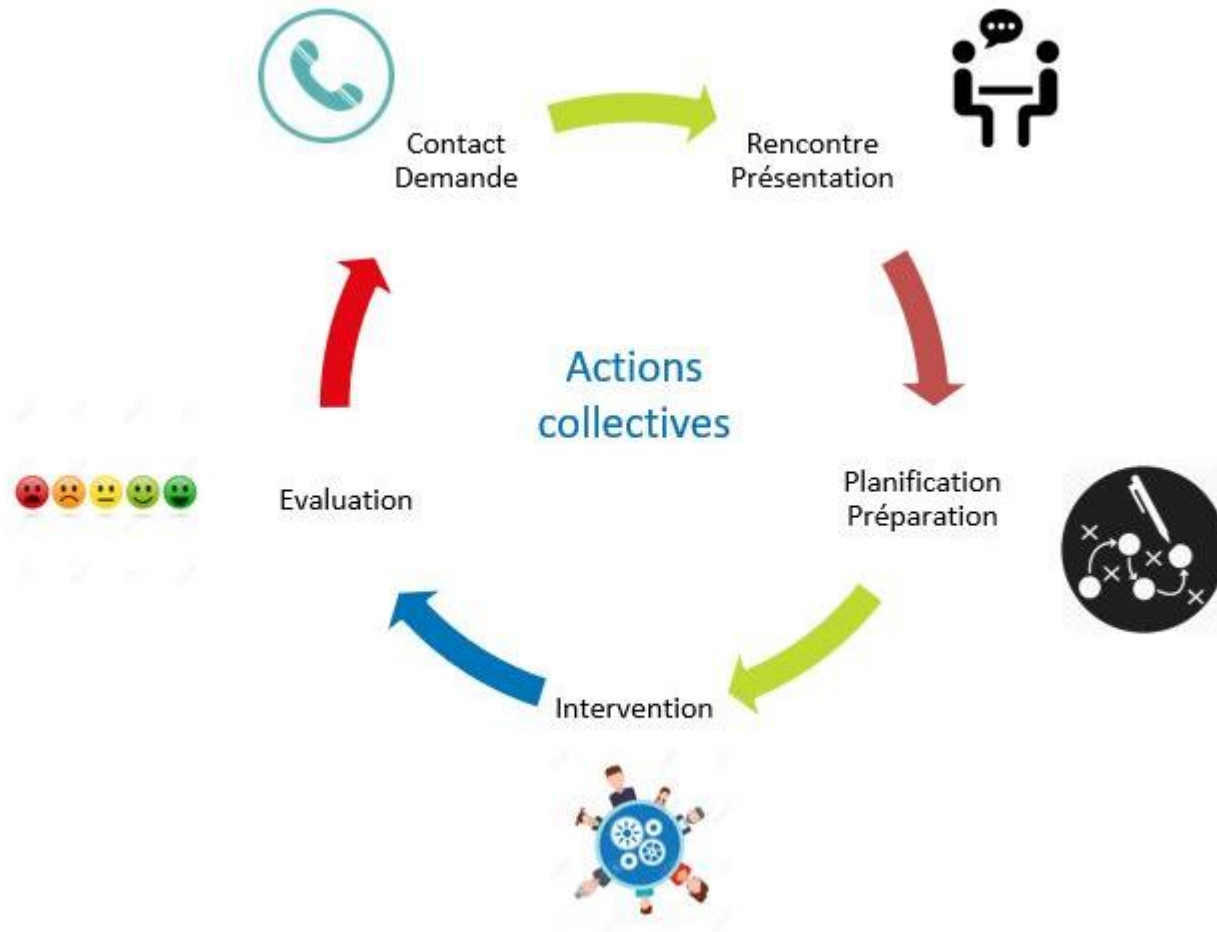 Contact
Demande
Rencontre
Présentation
Actions
collectives
Planification
Préparation
Evaluation
Intervention